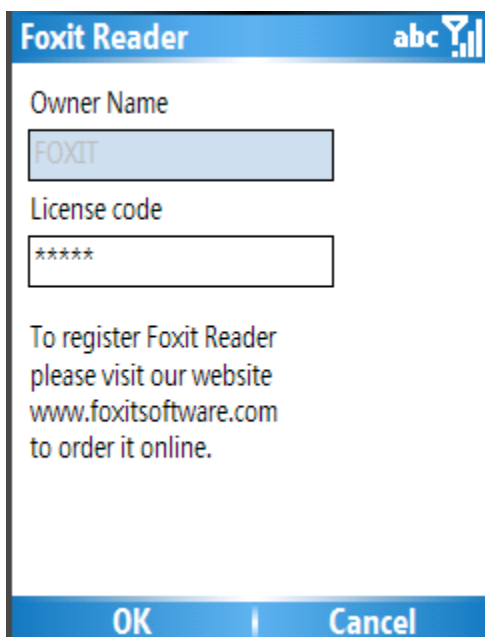 Foxit Reader abc
Owner Name
FOXIT
License code
*****
To register Foxit Reader
please visit our website
www.foxitsoftware.com
to order it online.
OK Cancel